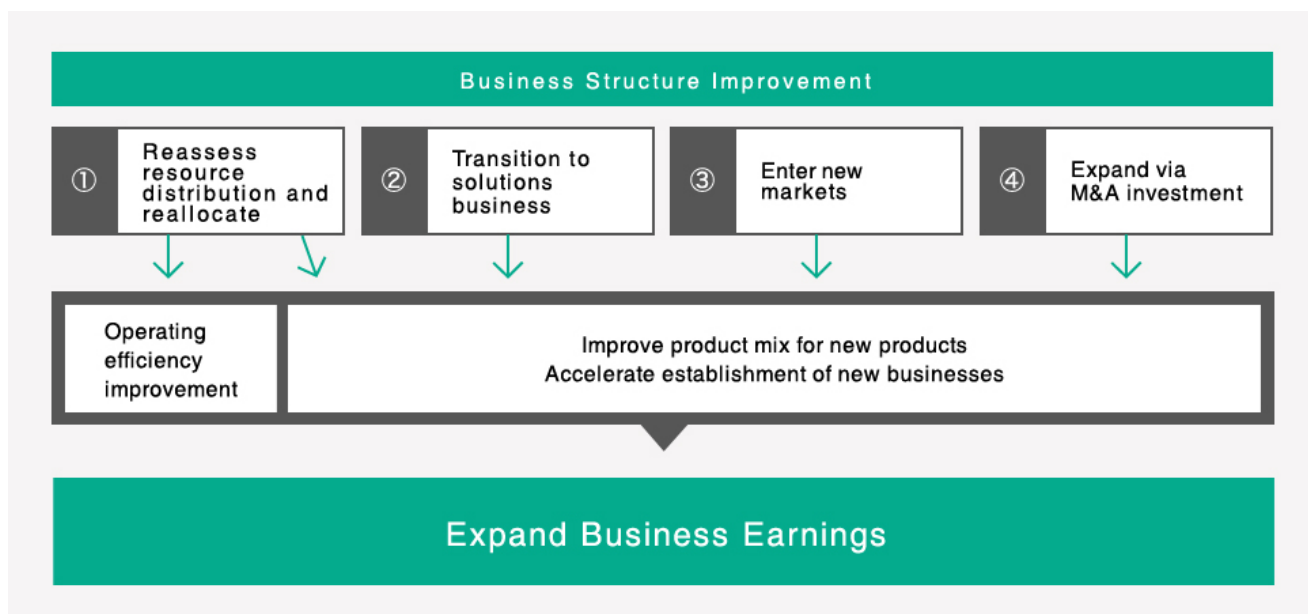 Business Structure Improvement
①
Reassess
resource
distribution and
reallocate
②
Transition to
solutions
business
③
Enter new
markets
④
Expand via
M&A investment
Operating
efficiency
improvement
Improve product mix for new products
Accelerate establishment of new businesses
Expand Business Earnings